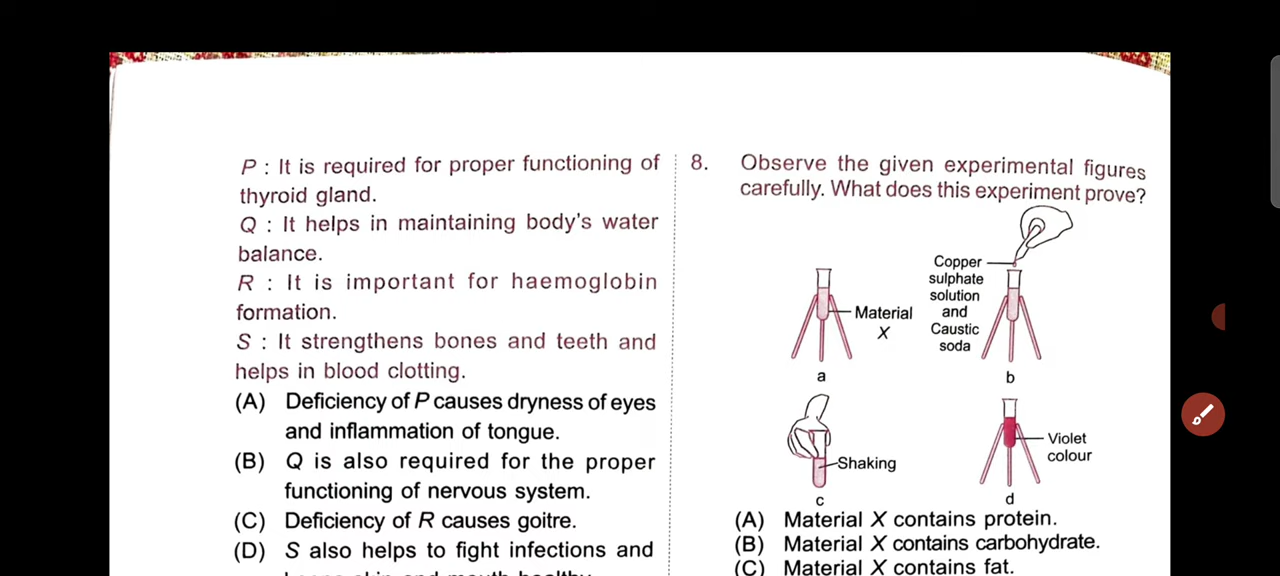 P : It is required for proper functioning of
thyroid gland.
Q : It helps in maintaining body's water
balance.
R : It is important for haemoglobin
formation.
S : It strengthens bones and teeth and
helps in blood clotting.
(A) Deficiency of P causes dryness of eyes
and inflammation of tongue.
(B) Q is also required for the proper
functioning of nervous system.
(C) Deficiency of R causes goitre.
(D) S also helps to fight infections and
8. Observe the given experimental figures
carefully. What does this experiment prove?
Material
X
a
Copper
sulphate
solution
and
Caustic
soda
b
Shaking
c
Violet
colour
d
(A) Material X contains protein.
(B) Material X contains carbohydrate.
(C) Material X contains fat.